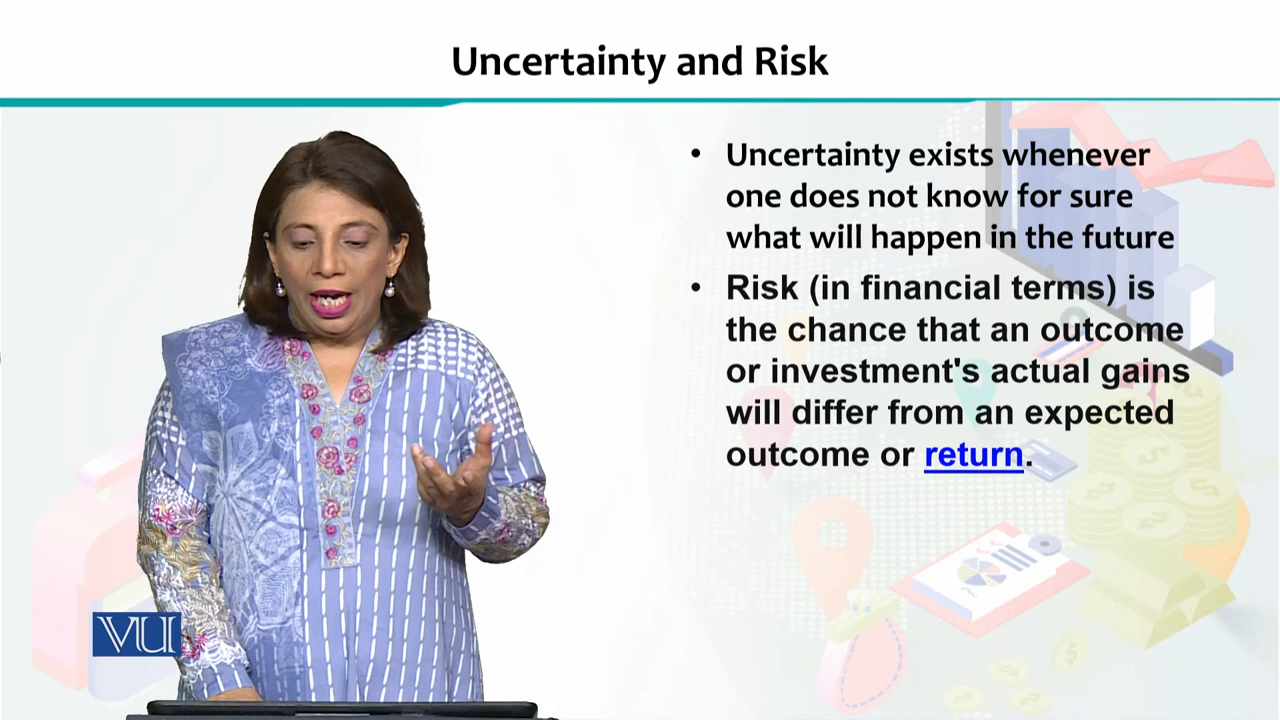 Uncertainty and Risk
• Uncertainty exists whenever
one does not know for sure
what will happen in the future
• Risk (in financial terms) is
the chance that an outcome
or investment's actual gains
will differ from an expected
outcome or return.
VU